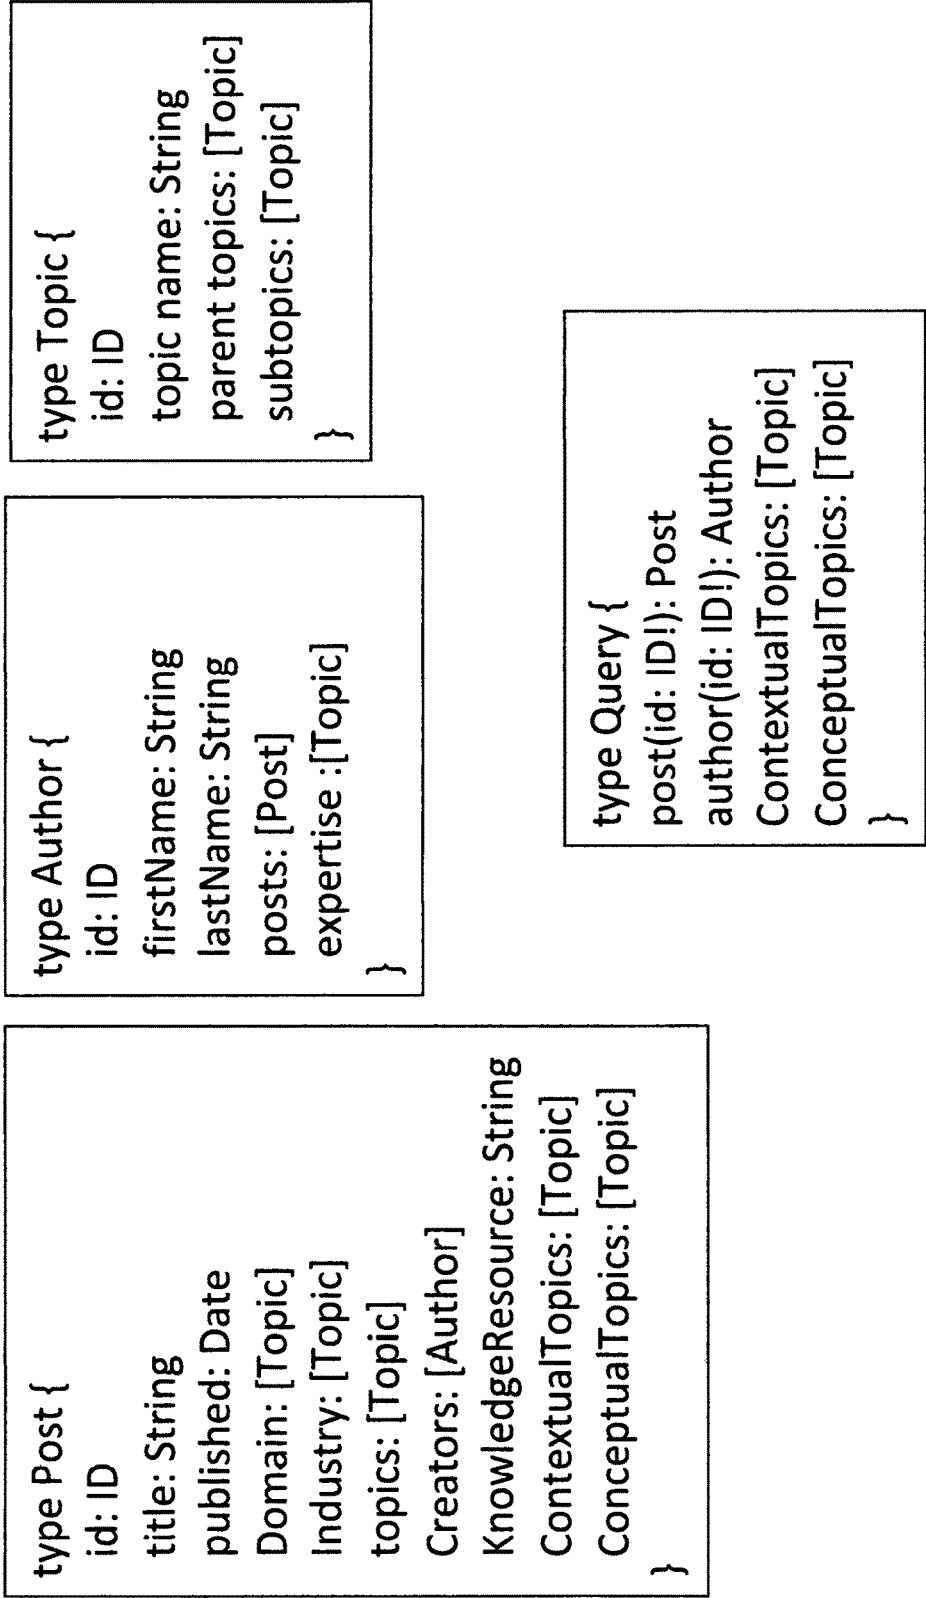 type Post {
id: ID
title: String
published: Date
Domain: [Topic]
Industry: [Topic]
topics: [Topic]
Creators: [Author]
KnowledgeResource: String
ContextualTopics: [Topic]
ConceptualTopics: [Topic]
}
type Author {
id: ID
firstName: String
lastName: String
posts: [Post]
expertise :[Topic]
}
type Topic {
id: ID
topic name: String
parent topics: [Topic]
subtopics: [Topic]
}
type Query {
post(id: ID!): Post
author(id: ID!): Author
ContextualTopics: [Topic]
ConceptualTopics: [Topic]
}